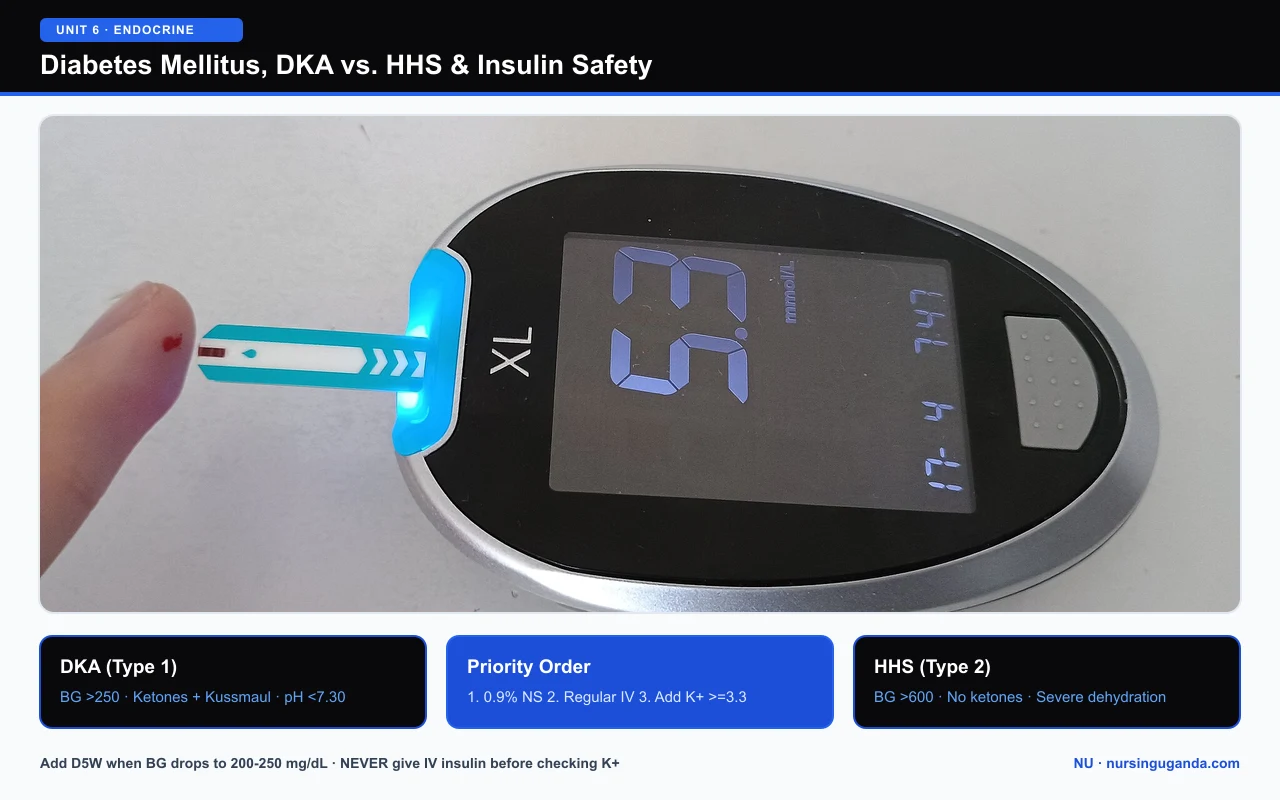 UNIT 6 · ENDOCRINE
Diabetes Mellitus, DKA vs. HHS & Insulin Safety
XL
mmol/L
DKA (Type 1)
BG >250 · Ketones + Kussmaul · pH <7.30
Priority Order
1. 0.9% NS 2. Regular IV 3. Add K+ >=3.3
HHS (Type 2)
BG >600 · No ketones · Severe dehydration
Add D5W when BG drops to 200-250 mg/dL · NEVER give IV insulin before checking K+
NU · nursinguganda.com